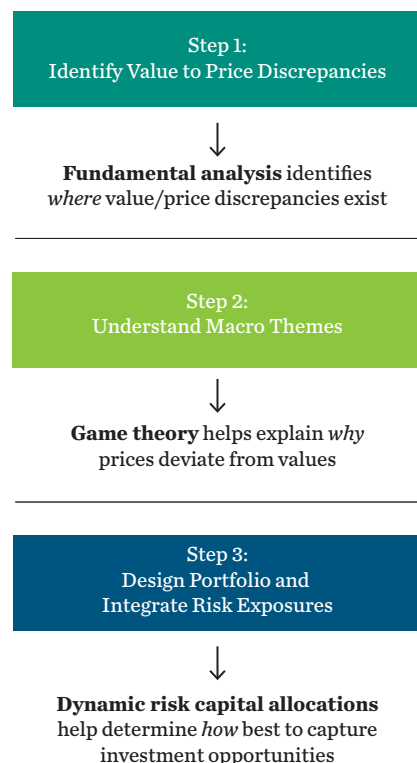 Step 1:
Identify Value to Price Discrepancies
Fundamental analysis identifies
where value/price discrepancies exist
Step 2:
Understand Macro Themes
Game theory helps explain why
prices deviate from values
Step 3:
Design Portfolio and
Integrate Risk Exposures
Dynamic risk capital allocations
help determine how best to capture
investment opportunities